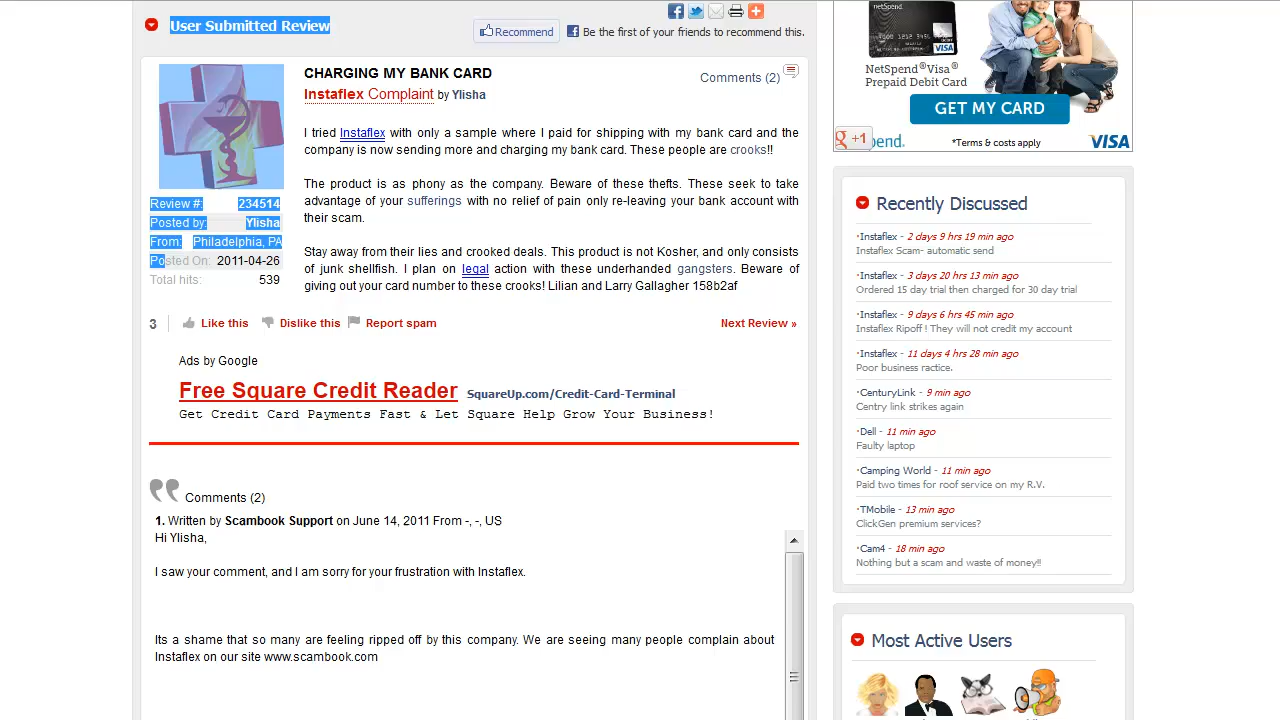 User Submitted Review
Recommend
Be the first of your friends to recommend this.
CHARGING MY BANK CARD
Comments (2)
Instaflex Complaint by Ylisha
I tried Instaflex with only a sample where I paid for shipping with my bank card and the
company is now sending more and charging my bank card. These people are crooks!!
The product is as phony as the company. Beware of these thefts. These seek to take
advantage of your sufferings with no relief of pain only re-leaving your bank account with
their scam.
Stay away from their lies and crooked deals. This product is not Kosher, and only consists
of junk shellfish. I plan on legal action with these underhanded gangsters. Beware of
giving out your card number to these crooks! Lilian and Larry Gallagher 158b2af
Review #: 234514
Posted by: Ylisha
From: Philadelphia, PA
Posted On: 2011-04-26
Total hits: 539
3 Like this Dislike this Report spam Next Review »
Ads by Google
Free Square Credit Reader SquareUp.com/Credit-Card-Terminal
Get Credit Card Payments Fast & Let Square Help Grow Your Business!
Comments (2)
1. Written by Scambook Support on June 14, 2011 From -, -, US
Hi Ylisha,
I saw your comment, and I am sorry for your frustration with Instaflex.
Its a shame that so many are feeling ripped off by this company. We are seeing many people complain about
Instaflex on our site www.scambook.com
netSpend
VISA
NetSpend® Visa®
Prepaid Debit Card
GET MY CARD
g +1
pend.
*Terms & costs apply
VISA
Recently Discussed
·Instaflex - 2 days 9 hrs 19 min ago
Instaflex Scam- automatic send
·Instaflex - 3 days 20 hrs 13 min ago
Ordered 15 day trial then charged for 30 day trial
·Instaflex - 9 days 6 hrs 45 min ago
Instaflex Ripoff ! They will not credit my account
·Instaflex - 11 days 4 hrs 28 min ago
Poor business ractice.
·CenturyLink - 9 min ago
Centry link strikes again
·Dell - 11 min ago
Faulty laptop
·Camping World - 11 min ago
Paid two times for roof service on my R.V.
·TMobile - 13 min ago
ClickGen premium services?
·Cam4 - 18 min ago
Nothing but a scam and waste of money!!
Most Active Users